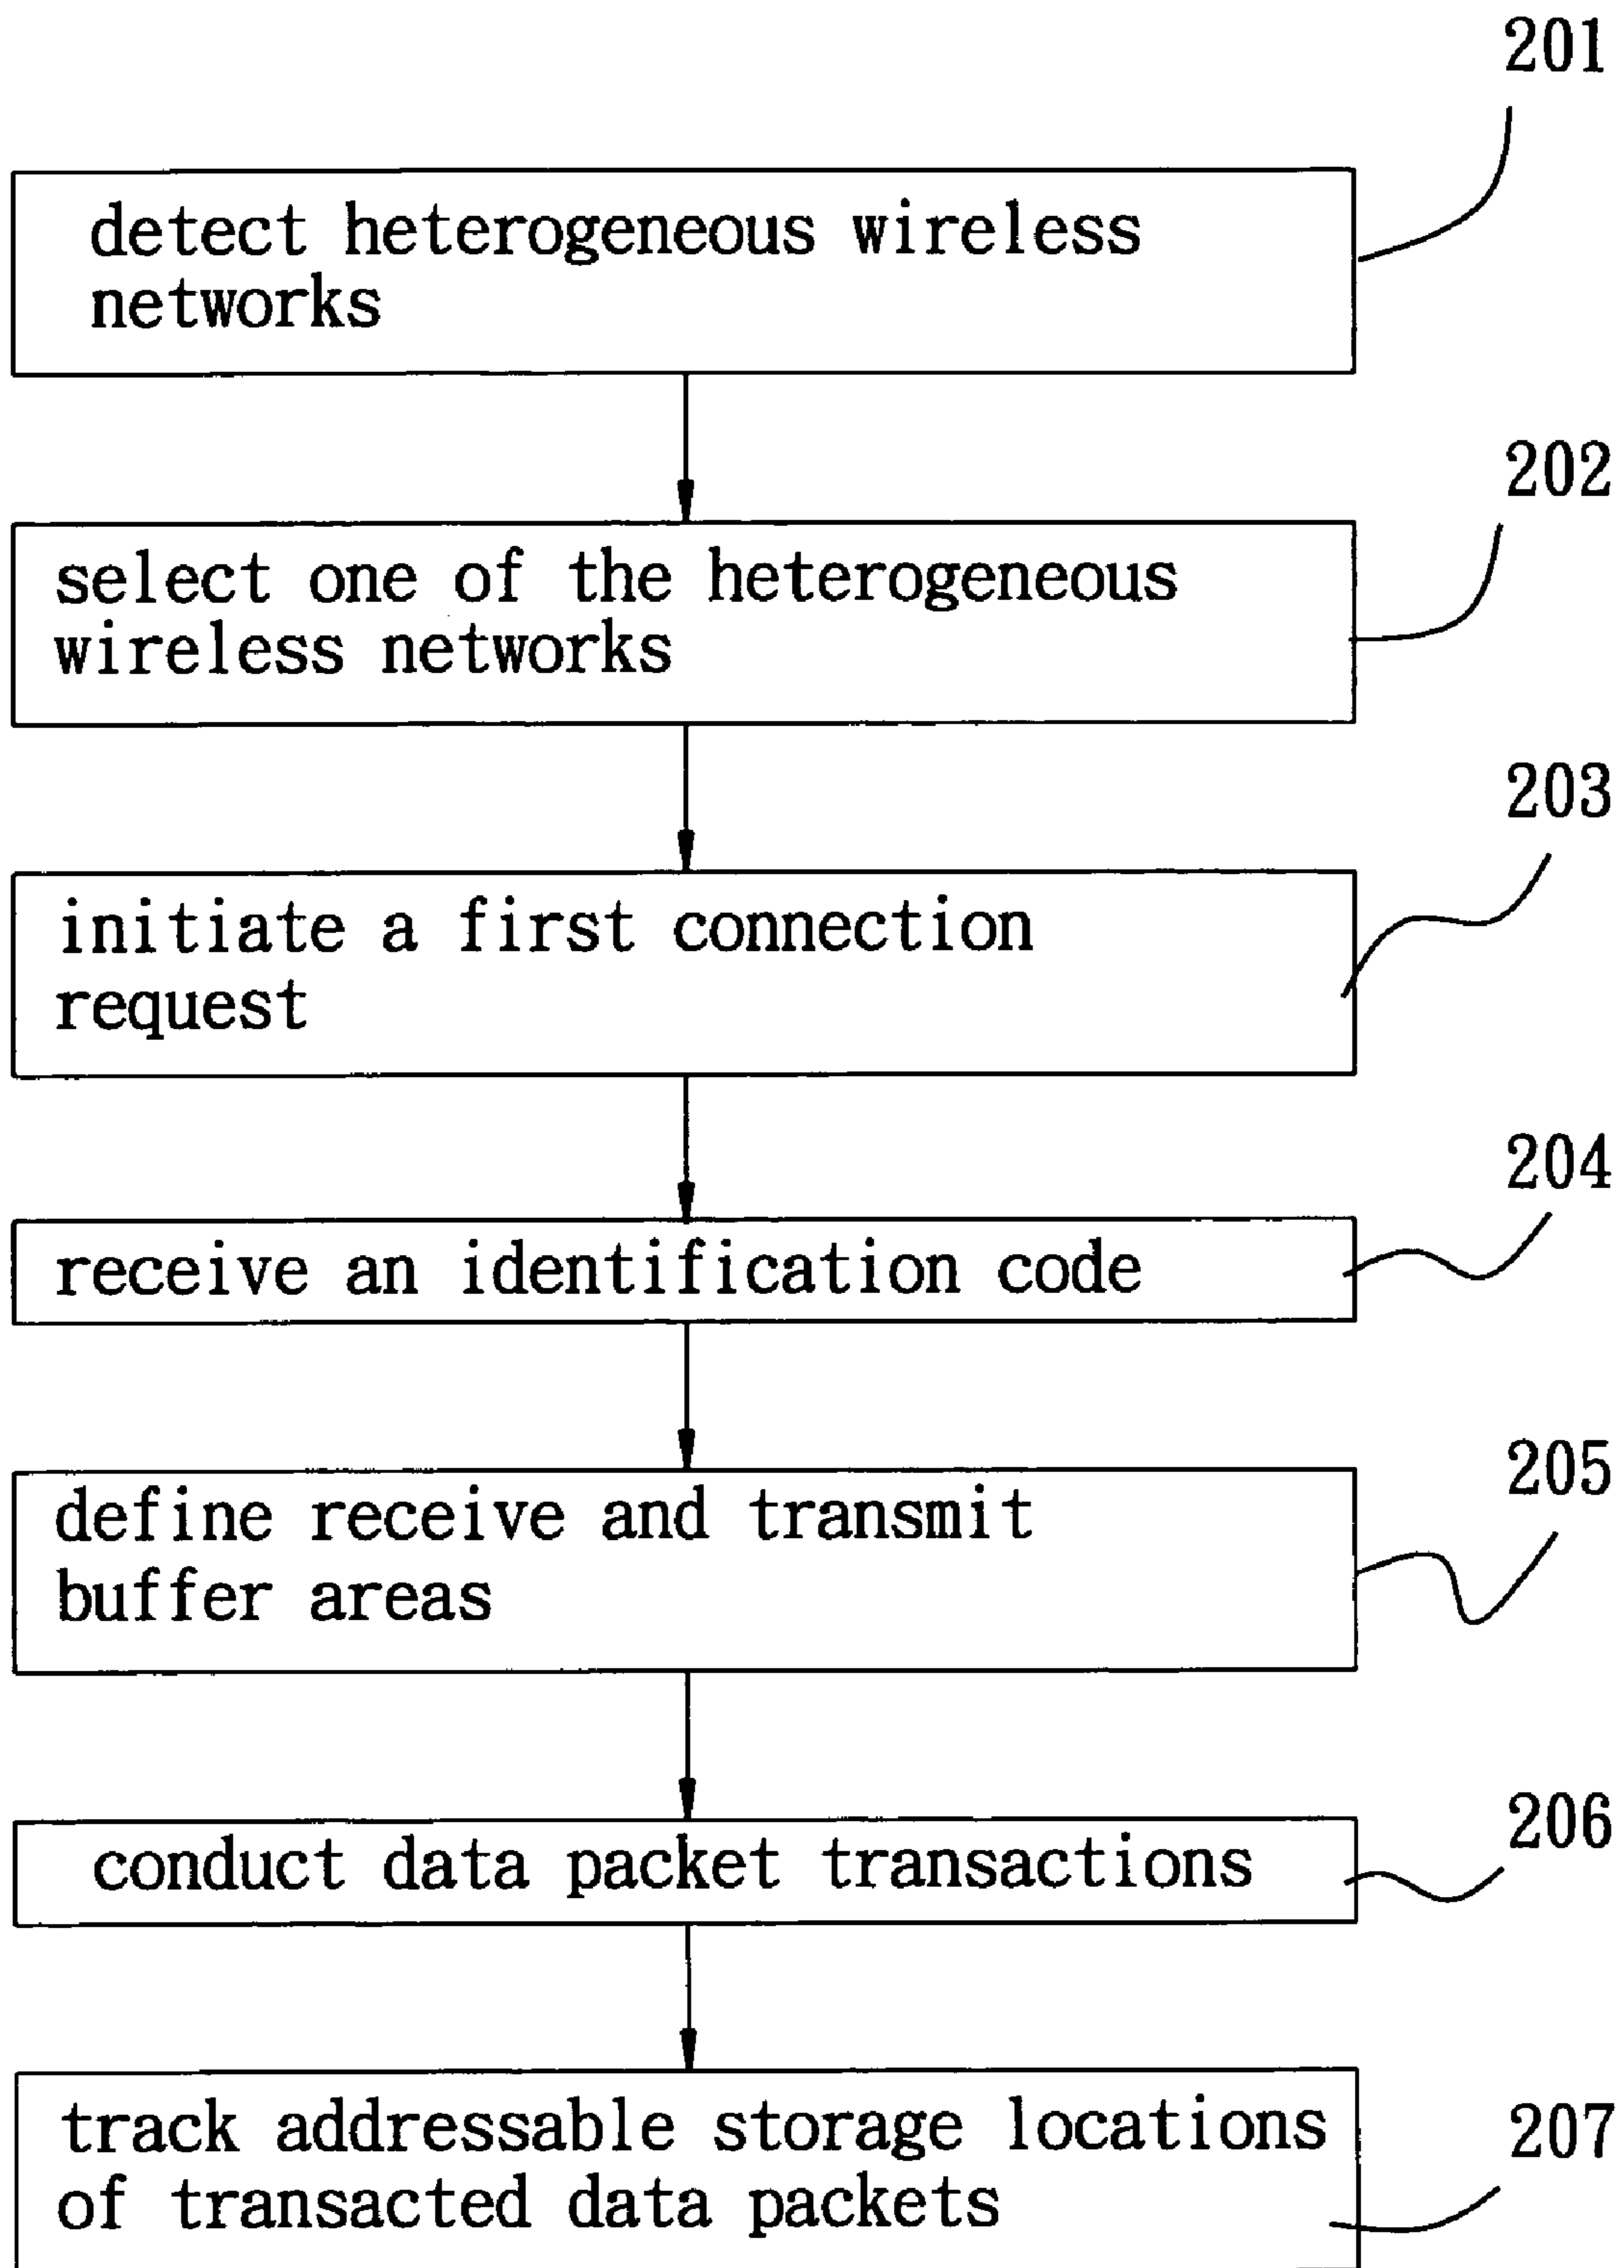 201
detect heterogeneous wireless
networks
202
select one of the heterogeneous
wireless networks
203
initiate a first connection
request
204
receive an identification code
205
define receive and transmit
buffer areas
206
conduct data packet transactions
207
track addressable storage locations
of transacted data packets